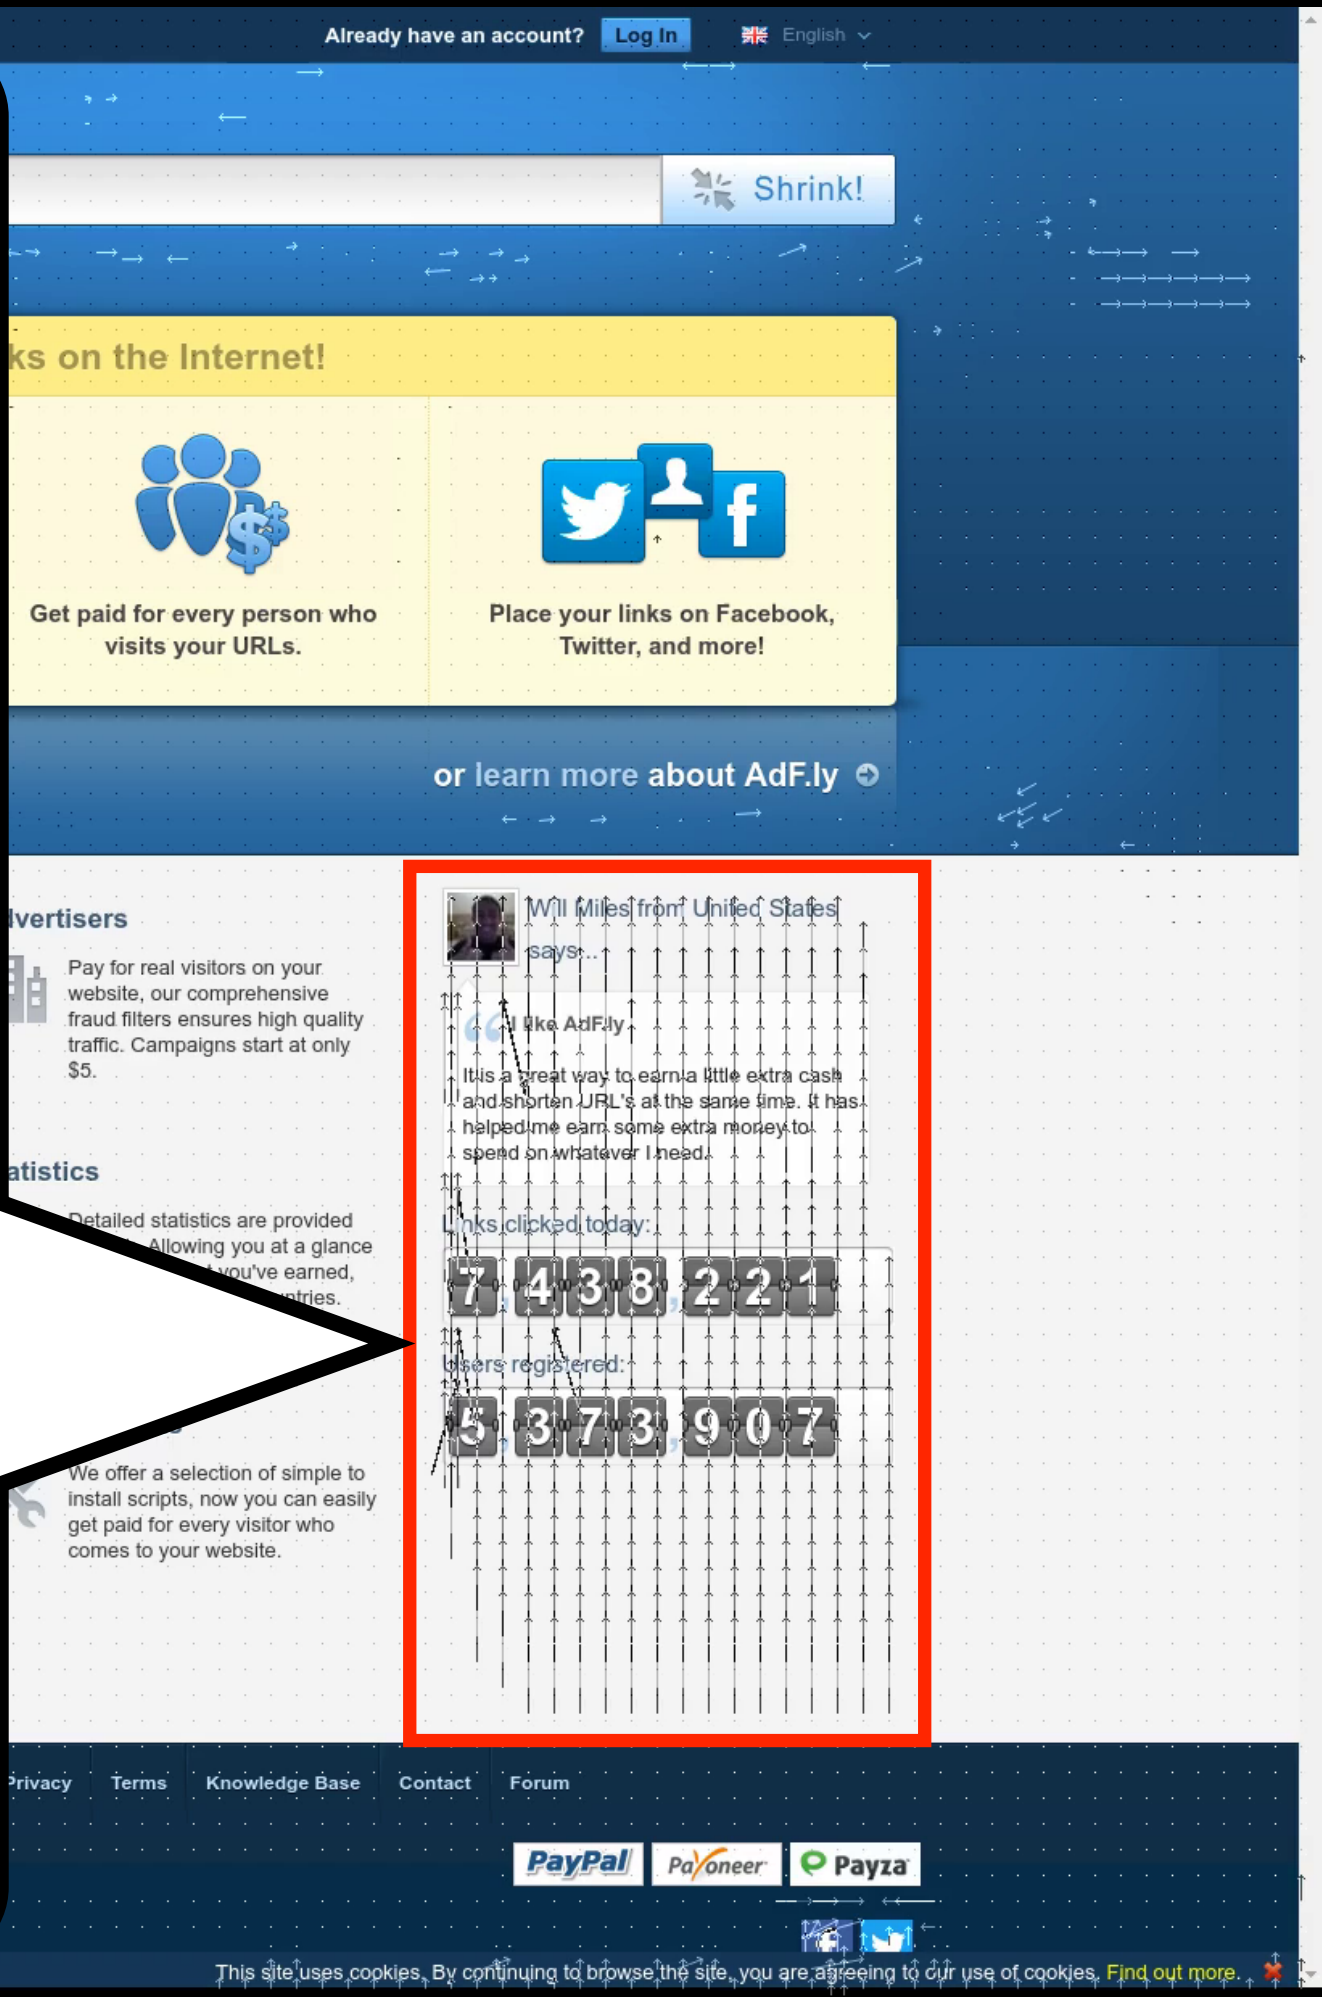 Already have an account? Log In English
Shrink!
ks on the Internet!
Get paid for every person who
visits your URLs.
Place your links on Facebook,
Twitter, and more!
or learn more about AdF.ly
dvertisers
Pay for real visitors on your
website, our comprehensive
fraud filters ensures high quality
traffic. Campaigns start at only
$5.
atistics
Detailed statistics are provided
Allowing you at a glance
you've earned,
ntries.
We offer a selection of simple to
install scripts, now you can easily
get paid for every visitor who
comes to your website.
Will Miles from United States
says...
I like AdF.ly
It is a great way to earn a little extra cash
and shorten URL's at the same time. It has
helped me earn some extra money to
spend on whatever I need.
Links clicked today:
7,438,221
Users registered:
5,373,907
Privacy Terms Knowledge Base Contact Forum
PayPal Payoneer Payza
This site uses cookies. By continuing to browse the site, you are agreeing to our use of cookies. Find out more.